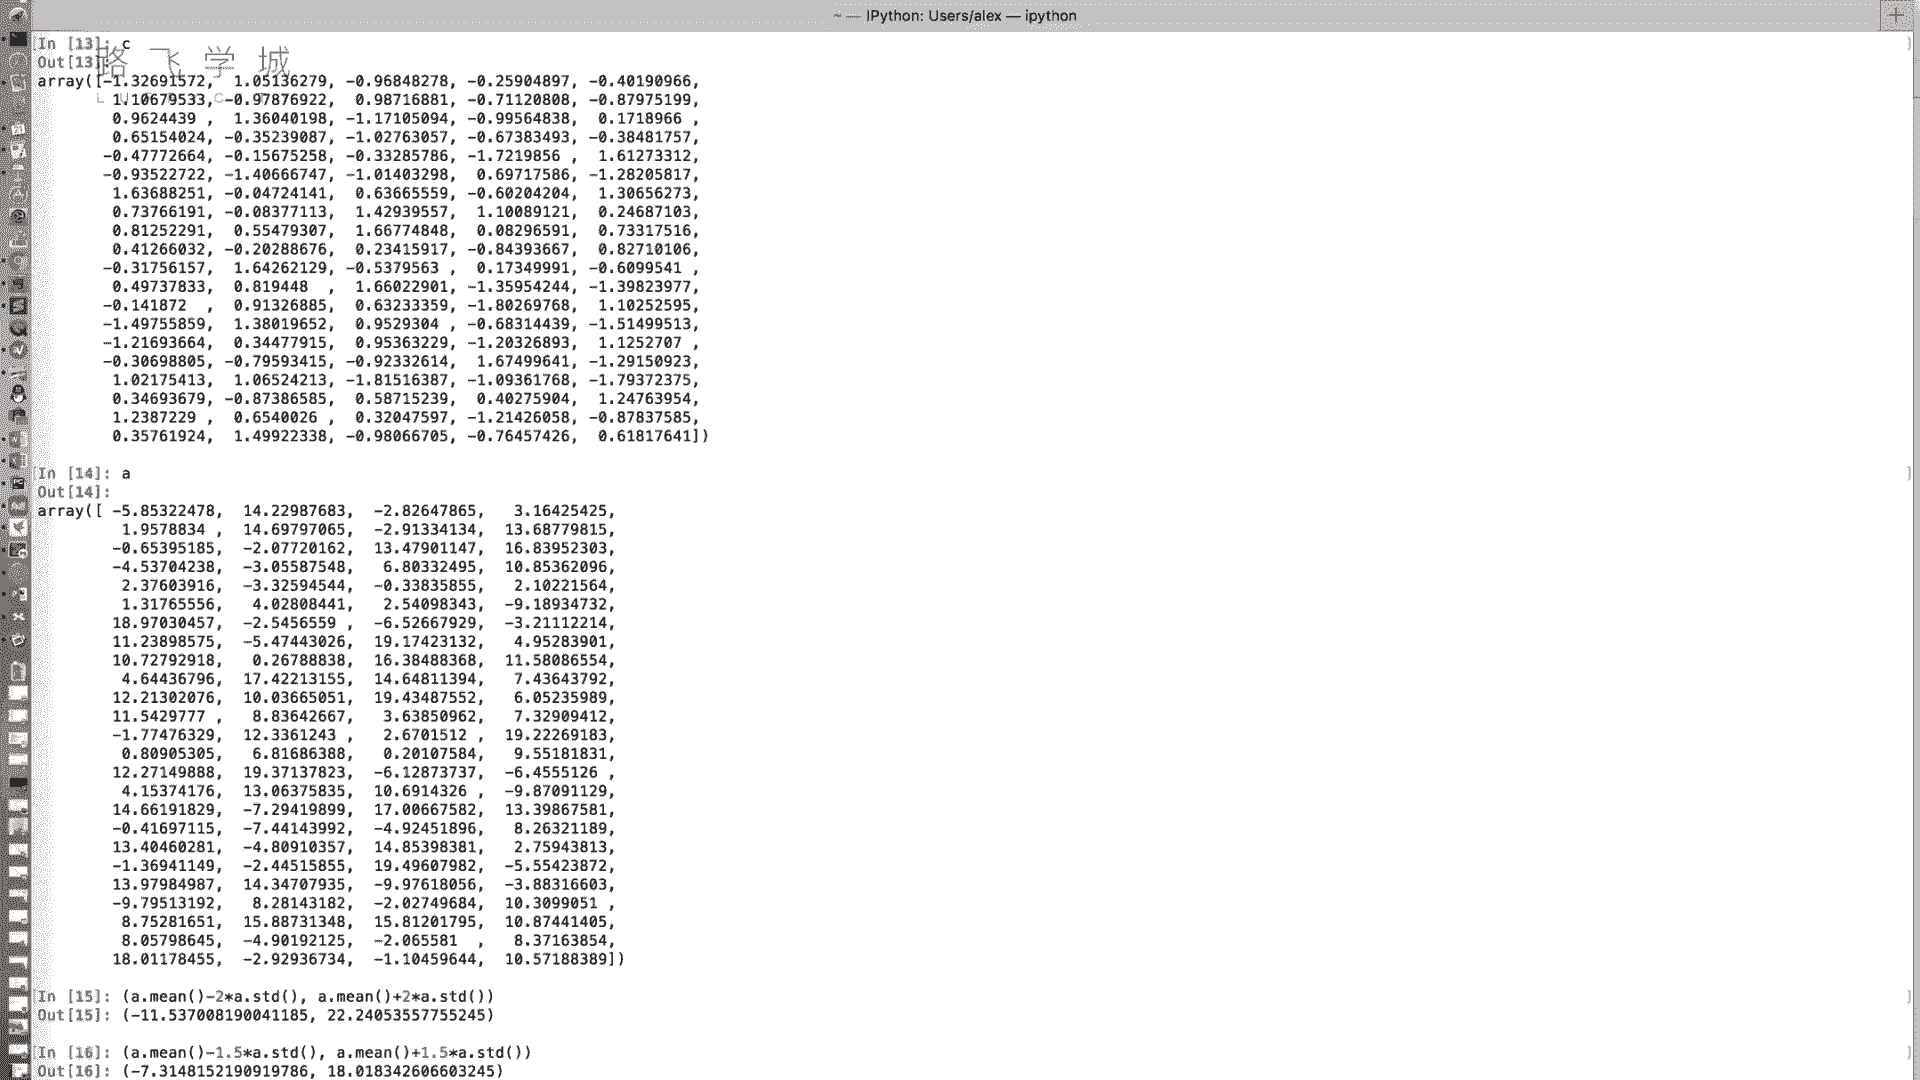 ~ — IPython: Users/alex — ipython
In [13]: c
Out[13]:
路飞学城
array([-1.32691572,  1.05136279, -0.96848278, -0.25904897, -0.40190966,
1.10679533, -0.97876922,  0.98716881, -0.71120808, -0.87975199,
0.9624439 ,  1.36040198, -1.17105094, -0.99564838,  0.1718966 ,
0.65154024, -0.35239087, -1.02763057, -0.67383493, -0.38481757,
-0.47772664, -0.15675258, -0.33285786, -1.7219856 ,  1.61273312,
-0.93522722, -1.40666747, -1.01403298,  0.69717586, -1.28205817,
1.63688251, -0.04724141,  0.63665559, -0.60204204,  1.30656273,
0.73766191, -0.08377113,  1.42939557,  1.10089121,  0.24687103,
0.81252291,  0.55479307,  1.66774848,  0.08296591,  0.73317516,
0.41266032, -0.20288676,  0.23415917, -0.84393667,  0.82710106,
-0.31756157,  1.64262129, -0.5379563 ,  0.17349991, -0.6099541 ,
0.49737833,  0.819448  ,  1.66022901, -1.35954244, -1.39823977,
-0.141872  ,  0.91326885,  0.63233359, -1.80269768,  1.10252595,
-1.49755859,  1.38019652,  0.9529304 , -0.68314439, -1.51499513,
-1.21693664,  0.34477915,  0.95363229, -1.20326893,  1.1252707 ,
-0.30698805, -0.79593415, -0.92332614,  1.67499641, -1.29150923,
1.02175413,  1.06524213, -1.81516387, -1.09361768, -1.79372375,
0.34693679, -0.87386585,  0.58715239,  0.40275904,  1.24763954,
1.2387229 ,  0.6540026 ,  0.32047597, -1.21426058, -0.87837585,
0.35761924,  1.49922338, -0.98066705, -0.76457426,  0.61817641])
In [14]: a
Out[14]:
array([ -5.85322478,  14.22987683,  -2.82647865,   3.16425425,
1.9578834 ,  14.69797065,  -2.91334134,  13.68779815,
-0.65395185,  -2.07720162,  13.47901147,  16.83952303,
-4.53704238,  -3.05587548,   6.80332495,  10.85362096,
2.37603916,  -3.32594544,  -0.33835855,   2.10221564,
1.31765556,   4.02808441,   2.54098343,  -9.18934732,
18.97030457,  -2.5456559 ,  -6.52667929,  -3.21112214,
11.23898575,  -5.47443026,  19.17423132,   4.95283901,
10.72792918,   0.26788838,  16.38488368,  11.58086554,
4.64436796,  17.42213155,  14.64811394,   7.43643792,
12.21302076,  10.03665051,  19.43487552,   6.05235989,
11.5429777 ,   8.83642667,   3.63850962,   7.32909412,
-1.77476329,  12.3361243 ,   2.6701512 ,  19.22269183,
0.80905305,   6.81686388,   0.20107584,   9.55181831,
12.27149888,  19.37137823,  -6.12873737,  -6.4555126 ,
4.15374176,  13.06375835,  10.6914326 ,  -9.87091129,
14.66191829,  -7.29419899,  17.00667582,  13.39867581,
-0.41697115,  -7.44143992,  -4.92451896,   8.26321189,
13.40460281,  -4.80910357,  14.85398381,   2.75943813,
-1.36941149,  -2.44515855,  19.49607982,  -5.55423872,
13.97984987,  14.34707935,  -9.97618056,  -3.88316603,
-9.79513192,   8.28143182,  -2.02749684,  10.3099051 ,
8.75281651,  15.88731348,  15.81201795,  10.87441405,
8.05798645,  -4.90192125,  -2.065581  ,   8.37163854,
18.01178455,  -2.92936734,  -1.10459644,  10.57188389])
In [15]: (a.mean()-2*a.std(), a.mean()+2*a.std())
Out[15]: (-11.537008190041185, 22.24053557755245)
In [16]: (a.mean()-1.5*a.std(), a.mean()+1.5*a.std())
Out[16]: (-7.3148152190919786, 18.018342606603245)